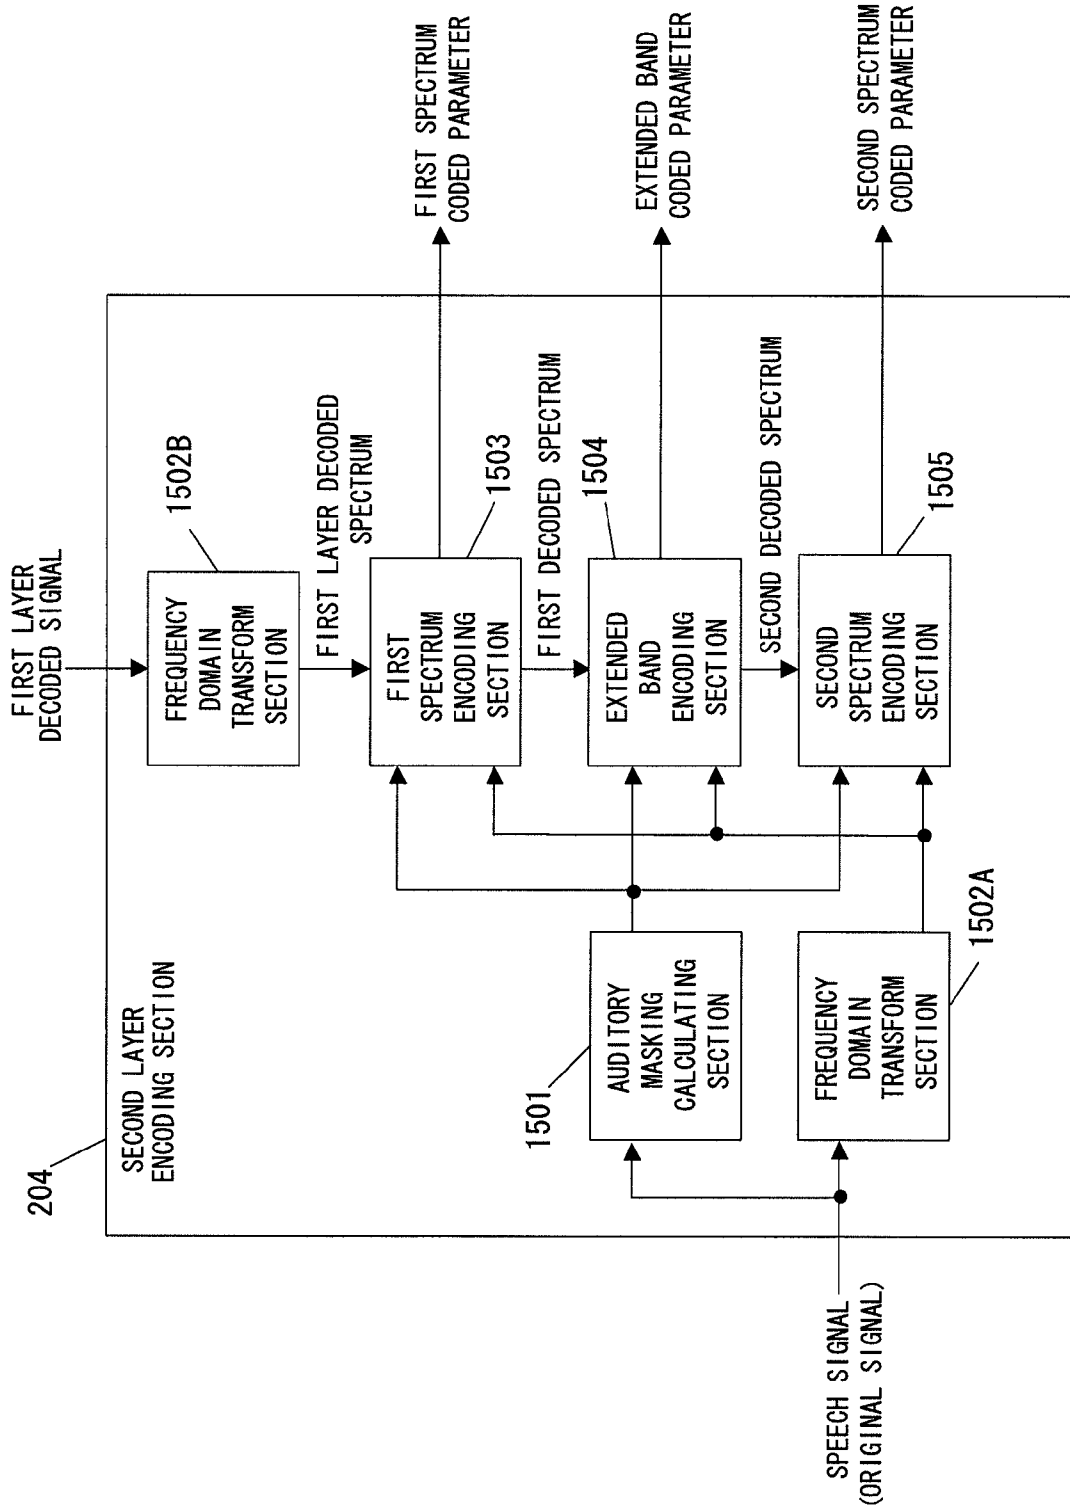 FIRST LAYER
DECODED SIGNAL
204
SECOND LAYER
ENCODING SECTION
FREQUENCY
DOMAIN
TRANSFORM
SECTION
1502B
FIRST LAYER DECODED
SPECTRUM
FIRST
SPECTRUM
ENCODING
SECTION
1503
FIRST SPECTRUM
CODED PARAMETER
FIRST DECODED SPECTRUM
1501
AUDITORY
MASKING
CALCULATING
SECTION
EXTENDED
BAND
ENCODING
SECTION
1504
EXTENDED BAND
CODED PARAMETER
SECOND DECODED SPECTRUM
SPEECH SIGNAL
(ORIGINAL SIGNAL)
FREQUENCY
DOMAIN
TRANSFORM
SECTION
1502A
SECOND
SPECTRUM
ENCODING
SECTION
1505
SECOND SPECTRUM
CODED PARAMETER